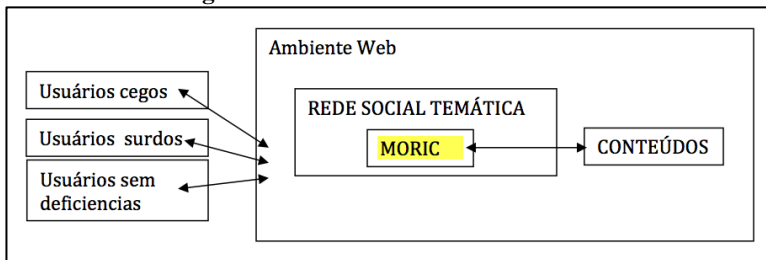 Ambiente Web
Usuários cegos
Usuários surdos
Usuários sem
deficiencias
REDE SOCIAL TEMÁTICA
MORIC
CONTEÚDOS